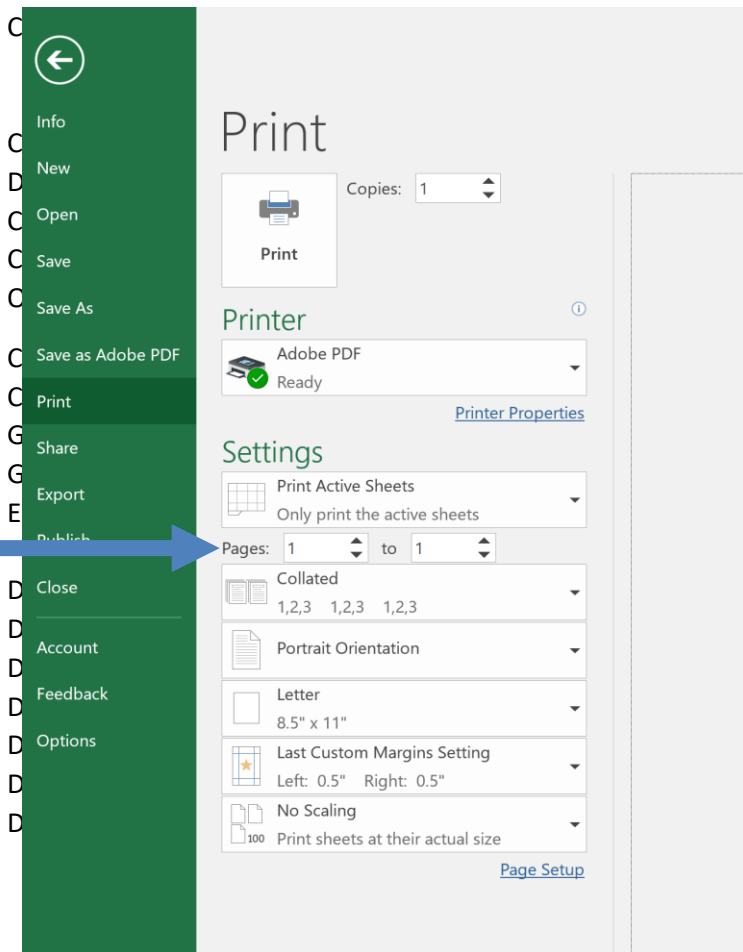 C
Info
Print
C
New
D
Copies: 1
Open
C
Print
Save
C
Save As
C
Printer
Save as Adobe PDF
C
Adobe PDF
Ready
Print
C
Printer Properties
Share
G
Settings
G
Print Active Sheets
Export
Only print the active sheets
E
Publish
Pages: 1 to 1
Close
D
Collated
1,2,3 1,2,3 1,2,3
D
Account
Portrait Orientation
D
Feedback
Letter
D
8.5" x 11"
Options
D
Last Custom Margins Setting
Left: 0.5" Right: 0.5"
D
No Scaling
D
100
Print sheets at their actual size
Page Setup